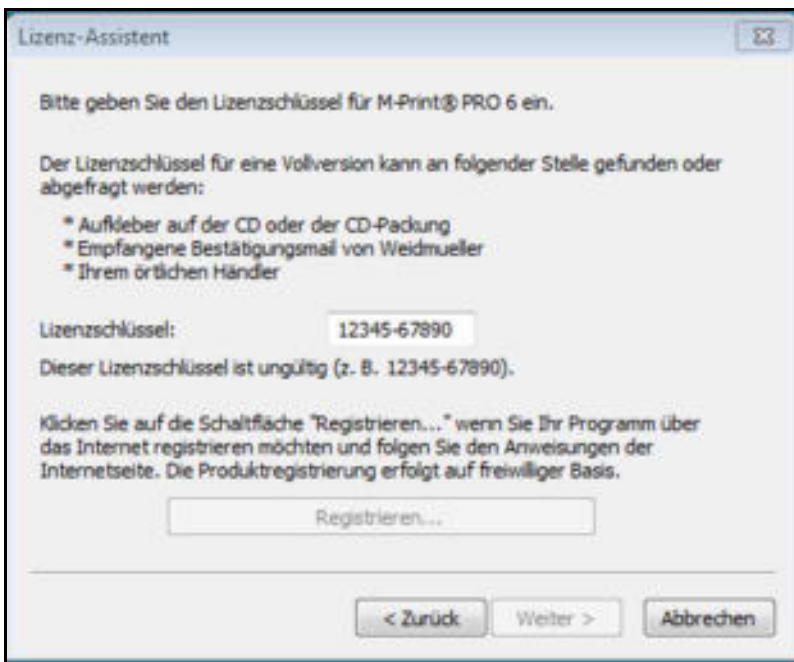 Lizenz-Assistent
Bitte geben Sie den Lizenzschlüssel für M-Print® PRO 6 ein.
Der Lizenzschlüssel für eine Vollversion kann an folgender Stelle gefunden oder
abgefragt werden:
* Aufkleber auf der CD oder der CD-Packung
* Empfangene Bestätigungsmail von Weidmueller
* Ihrem örtlichen Händler
Lizenzschlüssel: 12345-67890
Dieser Lizenzschlüssel ist ungültig (z. B. 12345-67890).
Klicken Sie auf die Schaltfläche "Registrieren..." wenn Sie Ihr Programm über
das Internet registrieren möchten und folgen Sie den Anweisungen der
Internetseite. Die Produktregistrierung erfolgt auf freiwilliger Basis.
Registrieren...
< Zurück Weiter > Abbrechen